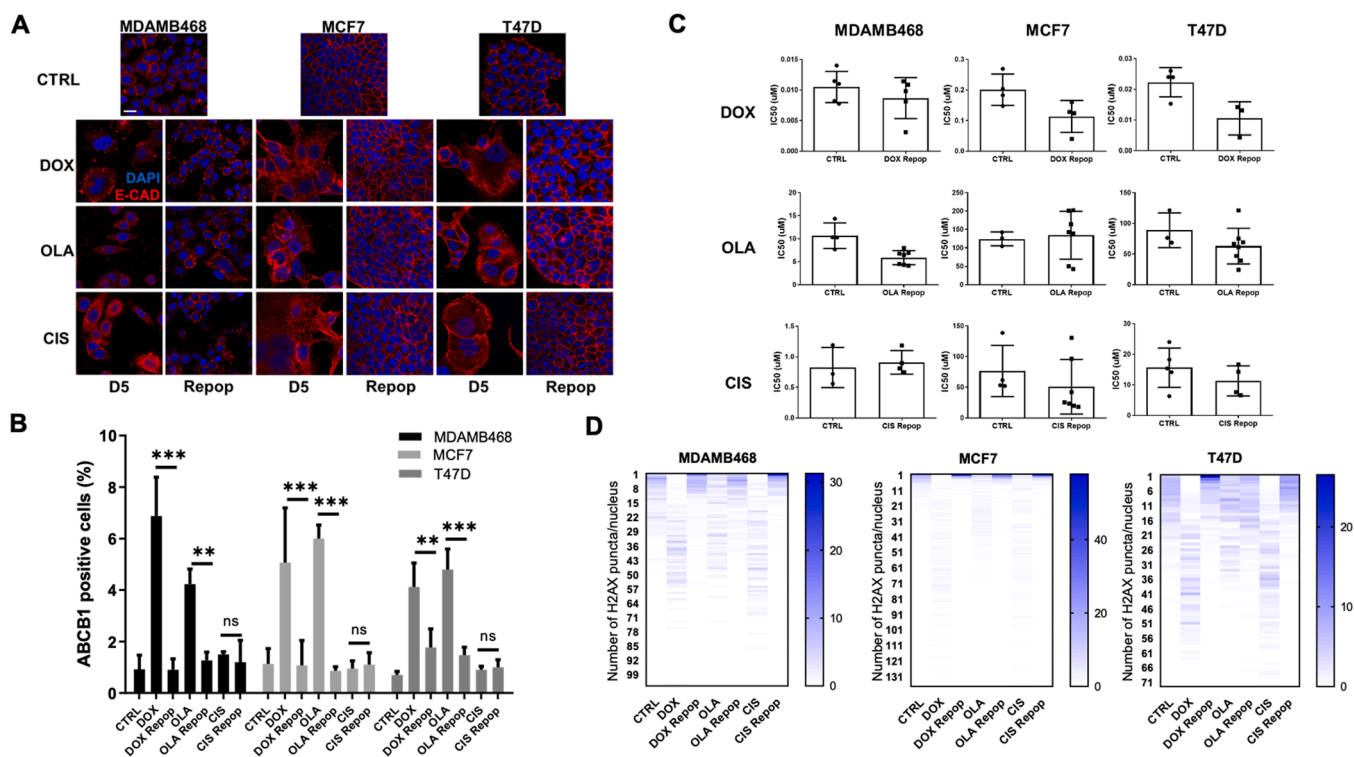 A
MDAMB468 MCF7 T47D
CTRL
DOX
DAPI
E-CAD
OLA
CIS
D5 Repop D5 Repop D5 Repop
B
ABCB1 positive cells (%)
10
8
6
4
2
0
MDAMB468
MCF7
T47D
*** ** ns *** *** ns ** *** ns
CTRL DOX DOX Repop OLA OLA Repop CIS CIS Repop
CTRL DOX DOX Repop OLA OLA Repop CIS CIS Repop
CTRL DOX DOX Repop OLA OLA Repop CIS CIS Repop
C
MDAMB468 MCF7 T47D
DOX
IC50 (uM)
0.015
0.010
0.005
0.000
CTRL DOX Repop
IC50 (uM)
0.3
0.2
0.1
0.0
CTRL DOX Repop
IC50 (uM)
0.03
0.02
0.01
0.00
CTRL DOX Repop
OLA
IC50 (uM)
20
15
10
5
0
CTRL OLA Repop
IC50 (uM)
250
200
150
100
50
0
CTRL OLA Repop
IC50 (uM)
150
100
50
0
CTRL OLA Repop
CIS
IC50 (uM)
1.5
1.0
0.5
0.0
CTRL CIS Repop
IC50 (uM)
150
100
50
0
CTRL CIS Repop
IC50 (uM)
30
20
10
0
CTRL CIS Repop
D
MDAMB468
Number of H2AX puncta/nucleus
1
8
15
22
29
36
43
50
57
64
71
78
85
92
99
CTRL DOX DOX Repop OLA OLA Repop CIS CIS Repop
30
20
10
0
MCF7
Number of H2AX puncta/nucleus
1
11
21
31
41
51
61
71
81
91
101
111
121
131
CTRL DOX DOX Repop OLA OLA Repop CIS CIS Repop
40
20
0
T47D
Number of H2AX puncta/nucleus
1
6
11
16
21
26
31
36
41
46
51
56
61
66
71
CTRL DOX DOX Repop OLA OLA Repop CIS CIS Repop
20
10
0